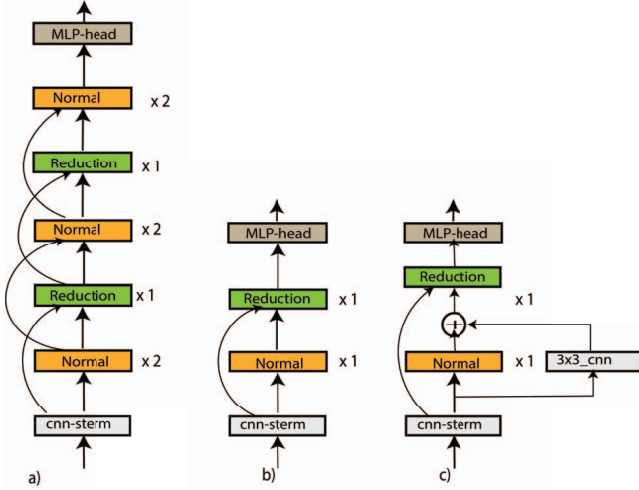 MLP-head
Normal x 2
Reduction x 1
Normal x 2
Reduction x 1
Normal x 2
cnn-sterm
a)
MLP-head
Reduction x 1
Normal x 1
cnn-sterm
b)
MLP-head
Reduction
x 1
+
Normal x 1
3x3_cnn
cnn-sterm
c)